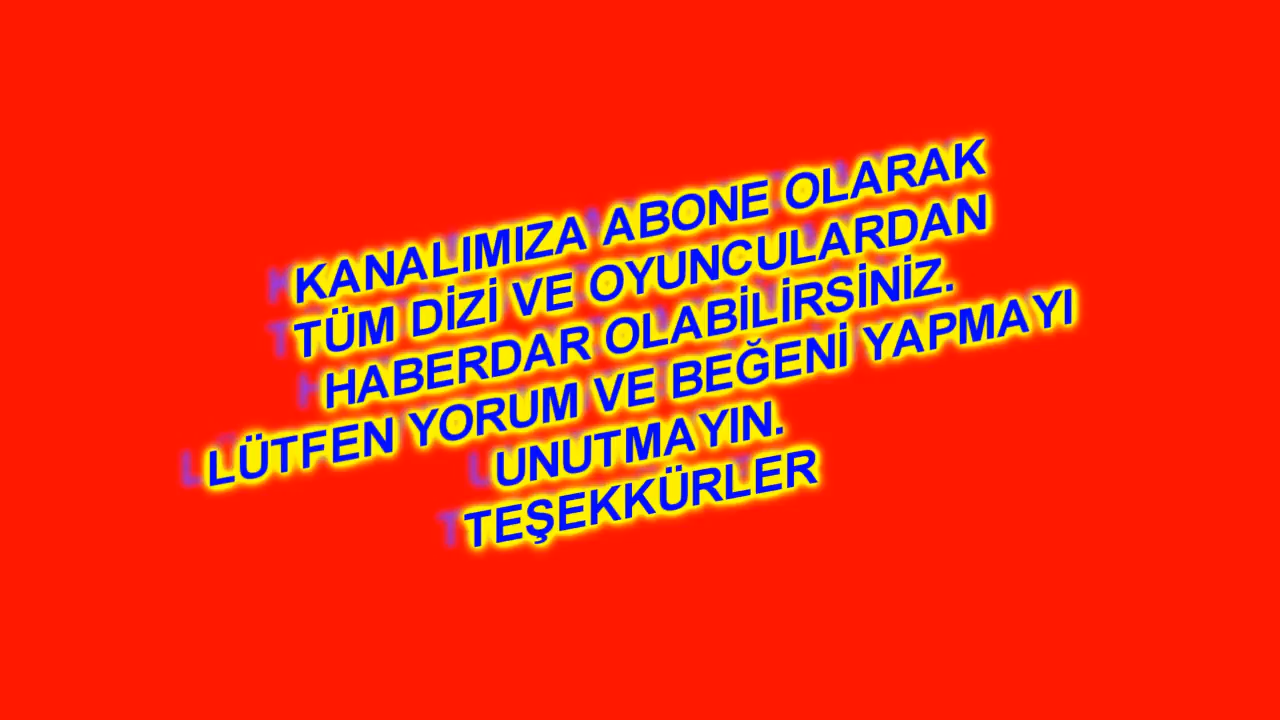 KANALIMIZA ABONE OLARAK
TÜM DİZİ VE OYUNCULARDAN
HABERDAR OLABİLİRSİNİZ.
LÜTFEN YORUM VE BEĞENİ YAPMAYI
UNUTMAYIN.
TEŞEKKÜRLER